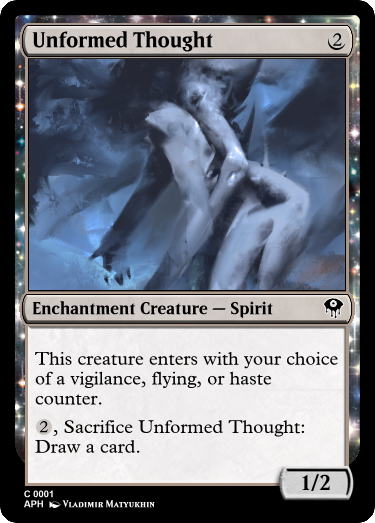 Unformed Thought 2
Enchantment Creature — Spirit
This creature enters with your choice
of a vigilance, flying, or haste
counter.
2, Sacrifice Unformed Thought:
Draw a card.
1/2
C 0001
APH Vladimir Matyukhin